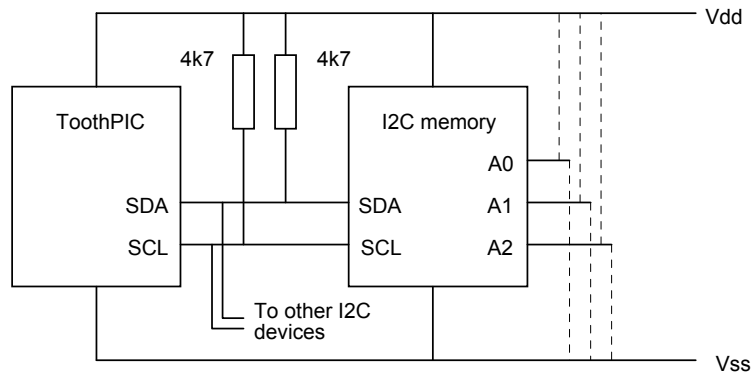 Vdd
4k7
4k7
ToothPIC
I2C memory
A0
SDA
SDA
A1
SCL
SCL
A2
To other I2C
devices
Vss